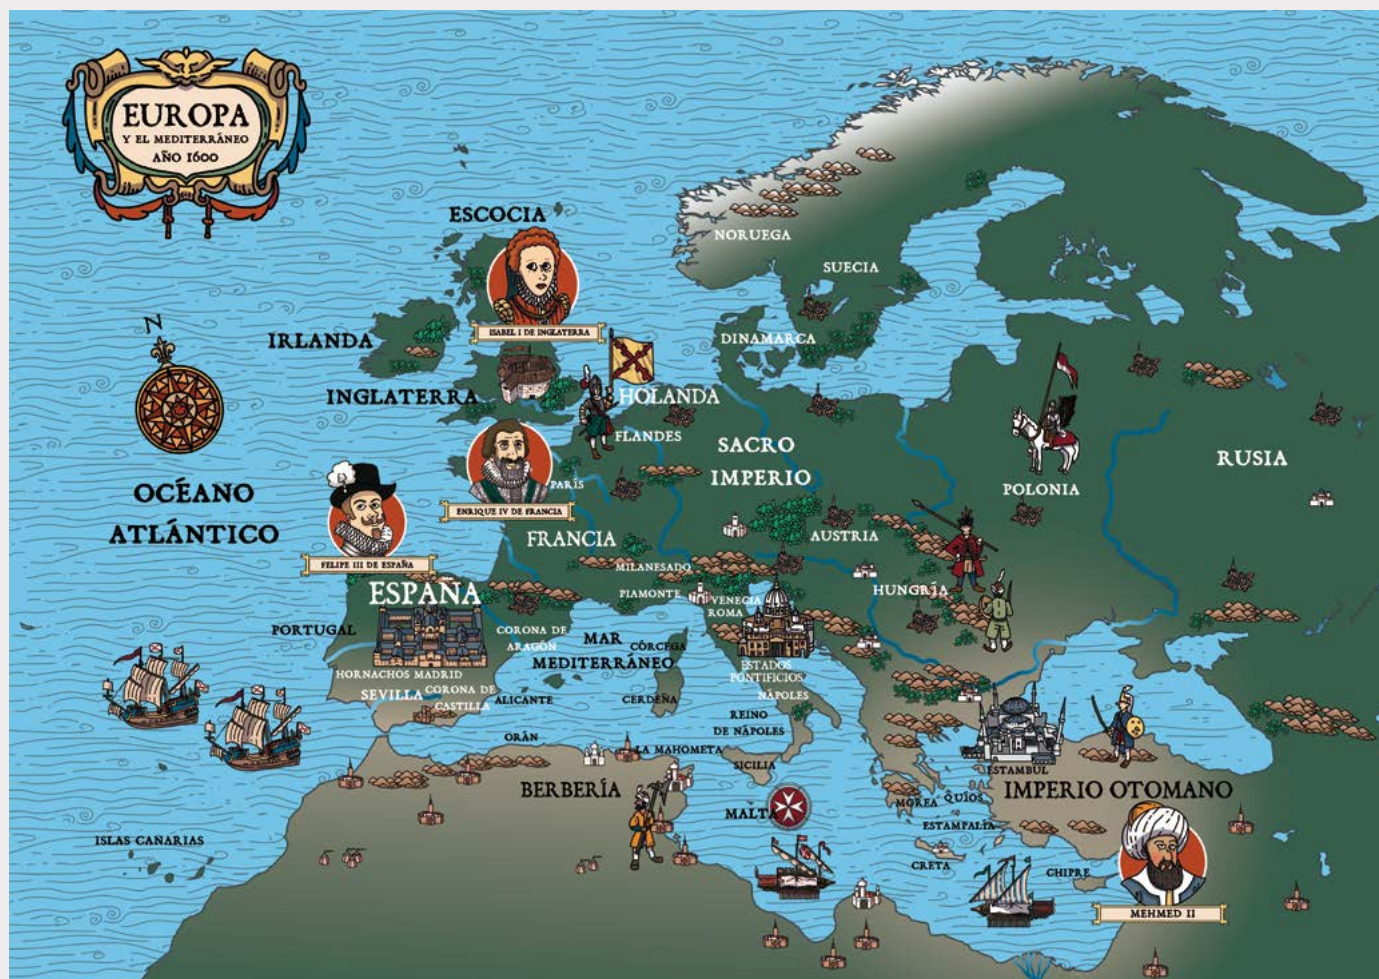 EUROPA
Y EL MEDITERRÁNEO
AÑO 1600
N
ESCOCIA
NORUEGA
SUECIA
ISABEL I DE INGLATERRA
IRLANDA
DINAMARCA
INGLATERRA
HOLANDA
FLANDES
SACRO
IMPERIO
RUSIA
POLONIA
PARÍS
ENRIQUE IV DE FRANCIA
OCÉANO
ATLÁNTICO
FRANCIA
AUSTRIA
FELIPE III DE ESPAÑA
MILANESADO
PIAMONTE
VENECIA
ROMA
HUNGRÍA
ESPAÑA
PORTUGAL
CORONA DE
ARAGÓN
MAR
MEDITERRÁNEO
CÓRCEGA
ESTADOS
PONTIFICIOS
HORNACHOS MADRID
SEVILLA
CORONA DE
CASTILLA
ALICANTE
CERDEÑA
NÁPOLES
REINO
DE NÁPOLES
ORÁN
LA MAHOMETA
SICILIA
ESTAMBUL
BERBERÍA
IMPERIO OTOMANO
MOREA
QUÍOS
MALTA
ESTAMPALÍA
ISLAS CANARIAS
CRETA
CHIPRE
MEHMED II